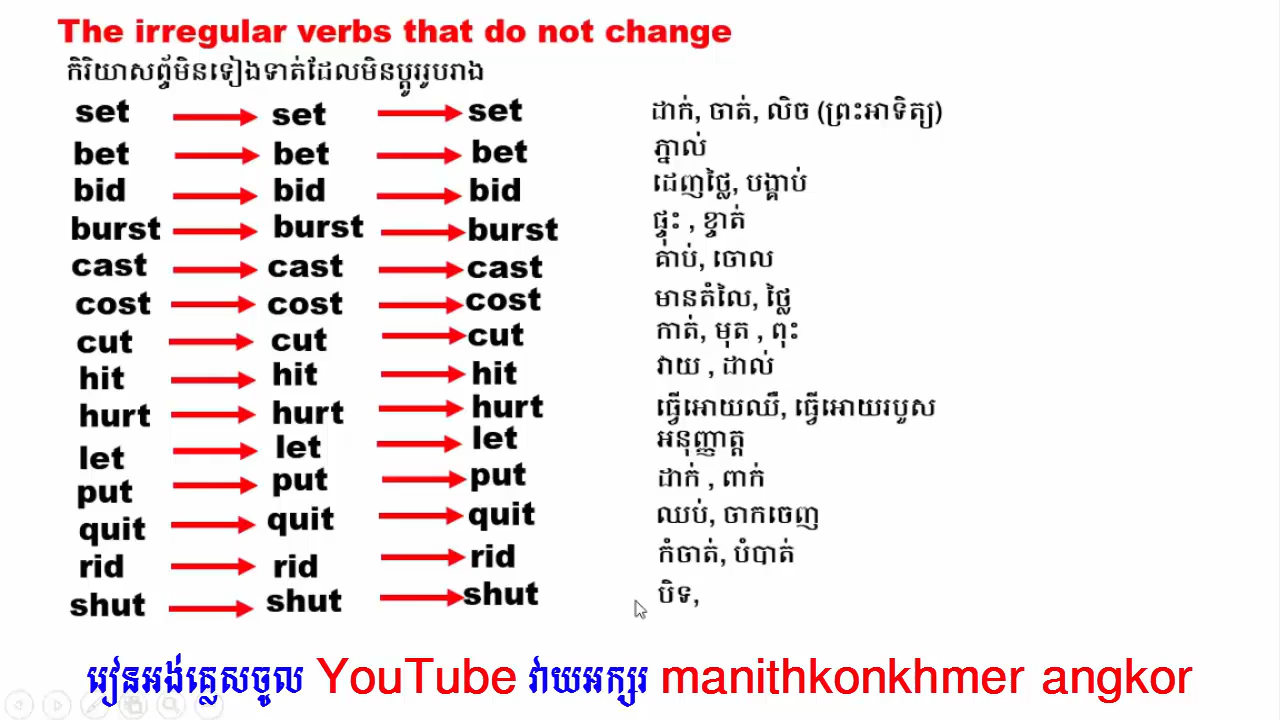 The irregular verbs that do not change
កិរិយាសព្ទ័មិនទៀងទាត់ដែលមិនប្តូររូបរាង
set set set ដាក់, ចាត់, លិច (ព្រះអាទិត្យ)
bet bet bet ភ្នាល់
bid bid bid ដេញថ្លៃ, បង្គាប់
burst burst burst ផ្ទុះ , ខ្ទាត់
cast cast cast គាប់, ចោល
cost cost cost មានតំលៃ, ថ្លៃ
cut cut cut កាត់, មុត , ពុះ
hit hit hit វាយ , ដាល់
hurt hurt hurt ធ្វើអោយឈឺ, ធ្វើអោយរបួស
let let let អនុញ្ញាត្ត
put put put ដាក់ , ពាក់
quit quit quit ឈប់, ចាកចេញ
rid rid rid កំចាត់, បំបាត់
shut shut shut បិទ,
រៀនអង់គ្លេសចូល YouTube វាយអក្សរ manithkonkhmer angkor